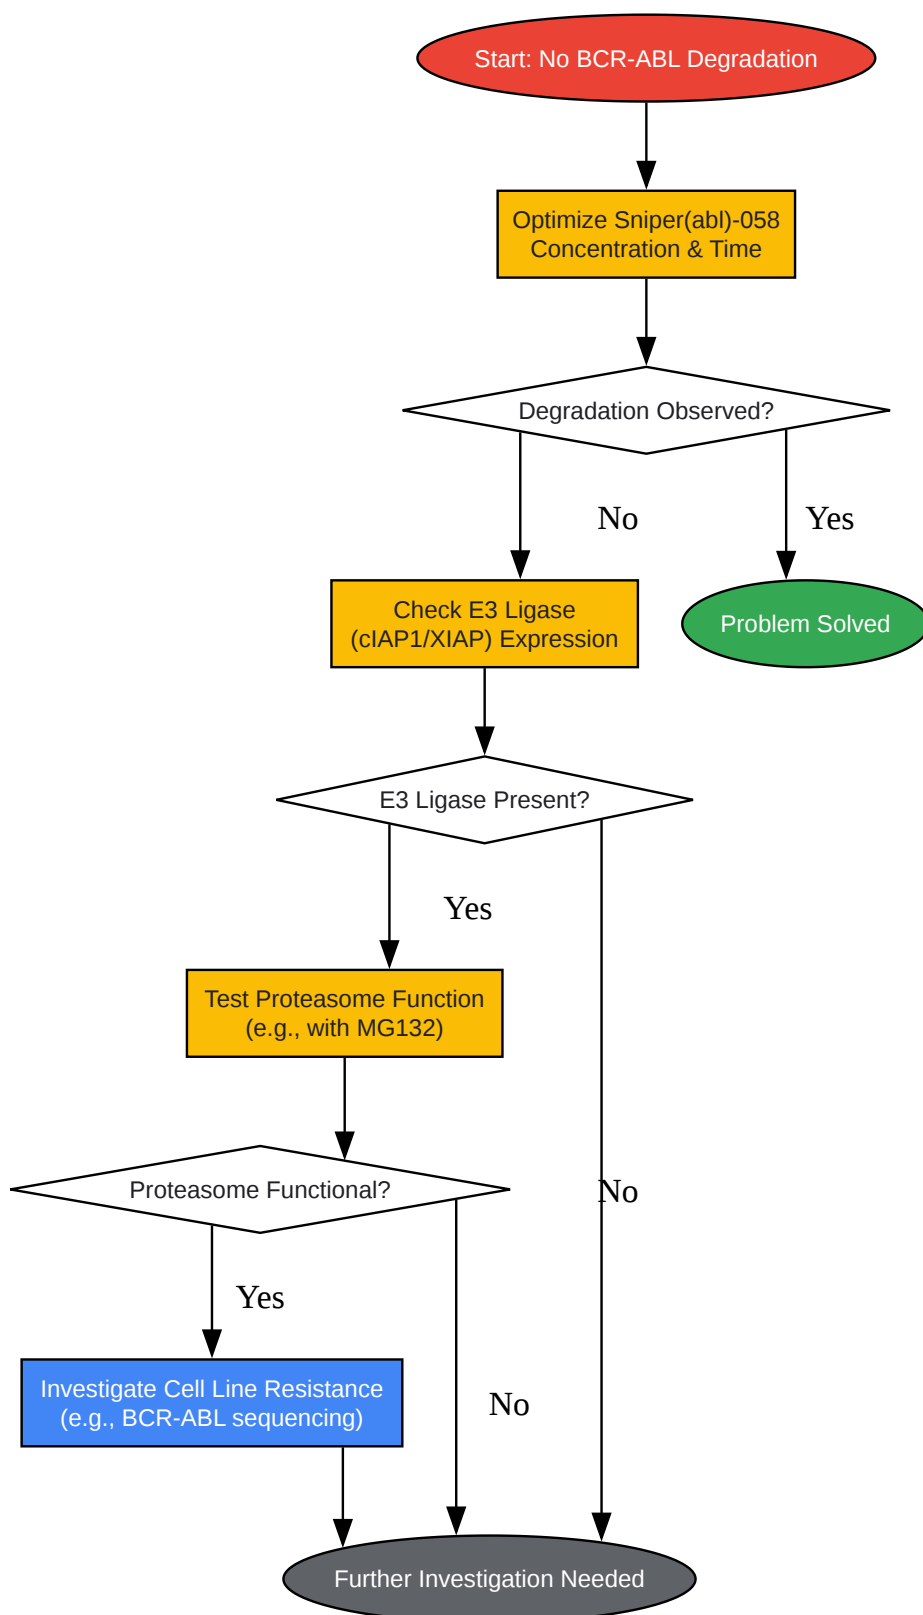 Start: No BCR-ABL Degradation
Optimize Sniper(abl)-058
Concentration & Time
Degradation Observed?
No
Yes
Check E3 Ligase
(cIAP1/XIAP) Expression
Problem Solved
E3 Ligase Present?
Yes
Test Proteasome Function
(e.g., with MG132)
Proteasome Functional?
No
Yes
Investigate Cell Line Resistance
(e.g., BCR-ABL sequencing)
No
Further Investigation Needed